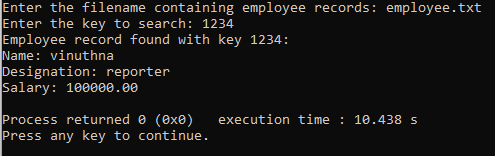 Enter the filename containing employee records: employee.txt
Enter the key to search: 1234
Employee record found with key 1234:
Name: vinuthna
Designation: reporter
Salary: 100000.00
Process returned 0 (0x0)   execution time : 10.438 s
Press any key to continue.